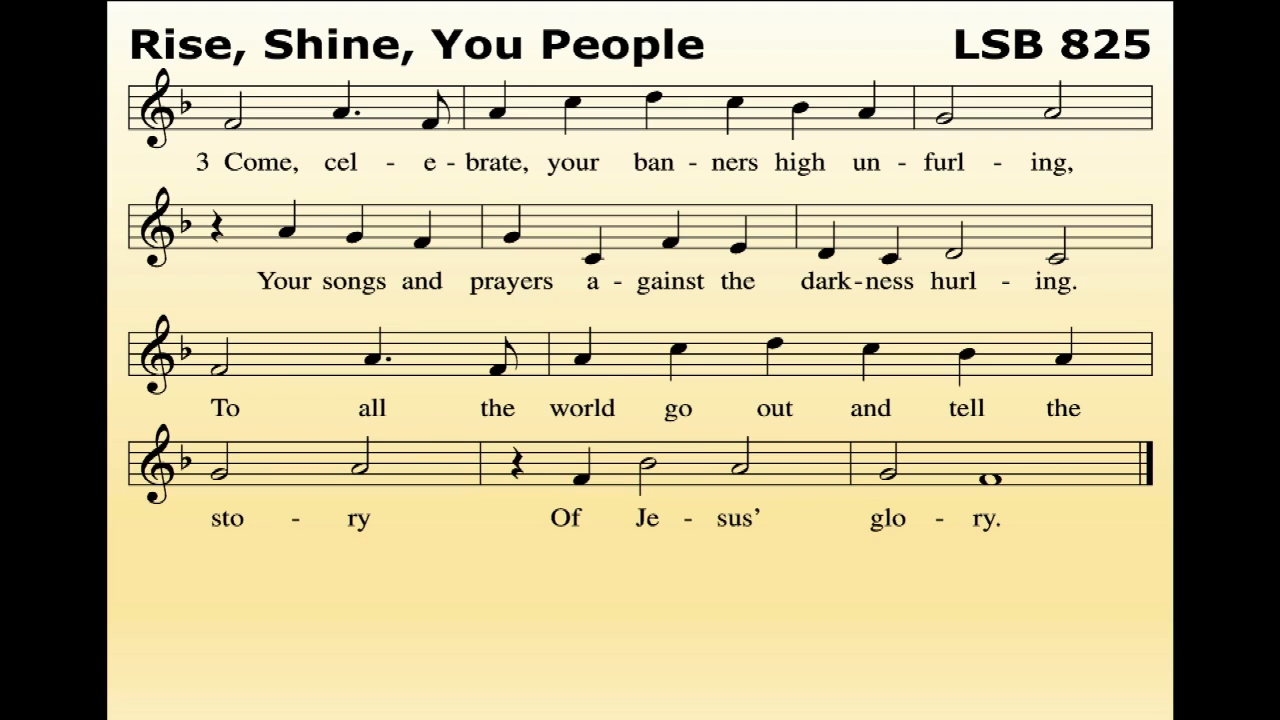 Rise, Shine, You People LSB 825
3 Come, cel - e - brate, your ban - ners high un - furl - ing,
Your songs and prayers a - gainst the dark - ness hurl - ing.
To all the world go out and tell the
sto - ry Of Je - sus’ glo - ry.